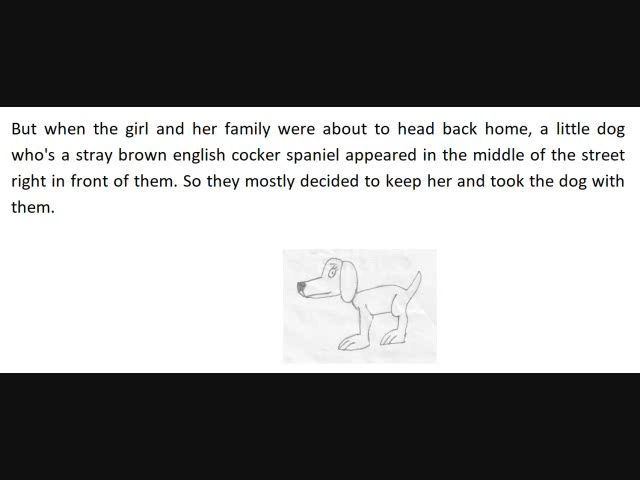 But when the girl and her family were about to head back home, a little dog
who's a stray brown english cocker spaniel appeared in the middle of the street
right in front of them. So they mostly decided to keep her and took the dog with
them.